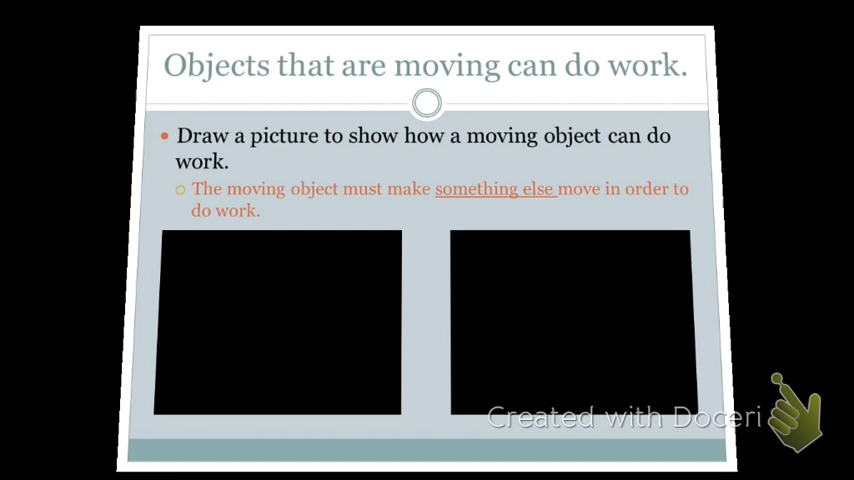 Objects that are moving can do work.
Draw a picture to show how a moving object can do
work.
The moving object must make something else move in order to
do work.
Created with Doceri